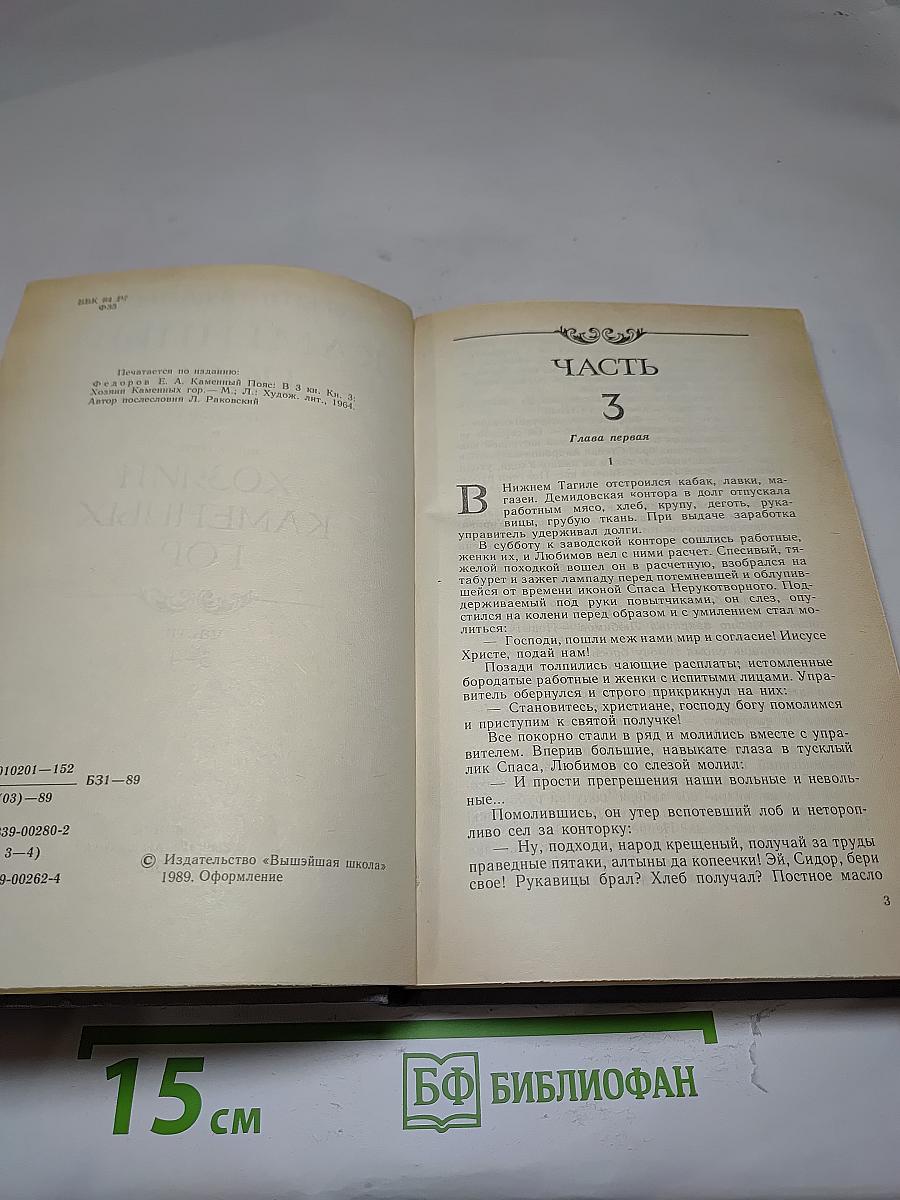 ББК 84 Р7
Ф33
Печатается по изданию:
Федоров Е. А. Каменный Пояс: В 3 кн. Кн. 3:
Хозяин Каменных гор.— М.; Л.: Худож. лит., 1964.
Автор послесловия Л. Раковский
ХОЗЯИН
КАМЕННЫХ
ГОР
010201—152
(03)—89
БЗ1—89
339-00280-2
3—4)
9-00262-4
© Издательство «Вышэйшая школа»
1989. Оформление
ЧАСТЬ
3
Глава первая
1
В Нижнем Тагиле отстроился кабак, лавки, ма-
газеи. Демидовская контора в долг отпускала
работным мясо, хлеб, крупу, деготь, рука-
вицы, грубую ткань. При выдаче заработка
управитель удерживал долги.
В субботу к заводской конторе сошлись работные,
женки их, и Любимов вел с ними расчет. Спесивый, тя-
желой походкой вошел он в расчетную, взобрался на
табурет и зажег лампаду перед потемневшей и облупив-
шейся от времени иконой Спаса Нерукотворного. Под-
держиваемый под руки повытчиками, он слез, опу-
стился на колени перед образом и с умилением стал мо-
литься:
— Господи, пошли меж нами мир и согласие! Иисусе
Христе, подай нам!
Позади толпились чающие расплаты; истомленные
бородатые работные и женки с испитыми лицами. Упра-
витель обернулся и строго прикрикнул на них:
— Становитесь, христиане, господу богу помолимся
и приступим к святой получке!
Все покорно стали в ряд и молились вместе с упра-
вителем. Вперив большие, навыкате глаза в тусклый
лик Спаса, Любимов со слезой молил:
— И прости прегрешения наши вольные и неволь-
ные...
Помолившись, он утер вспотевший лоб и нетороп-
ливо сел за конторку:
— Ну, подходи, народ крещеный, получай за труды
праведные пятаки, алтыны да копеечки! Эй, Сидор, бери
свое! Рукавицы брал? Хлеб получал? Постное масло
3
15 см
БФ БИБЛИОФАН